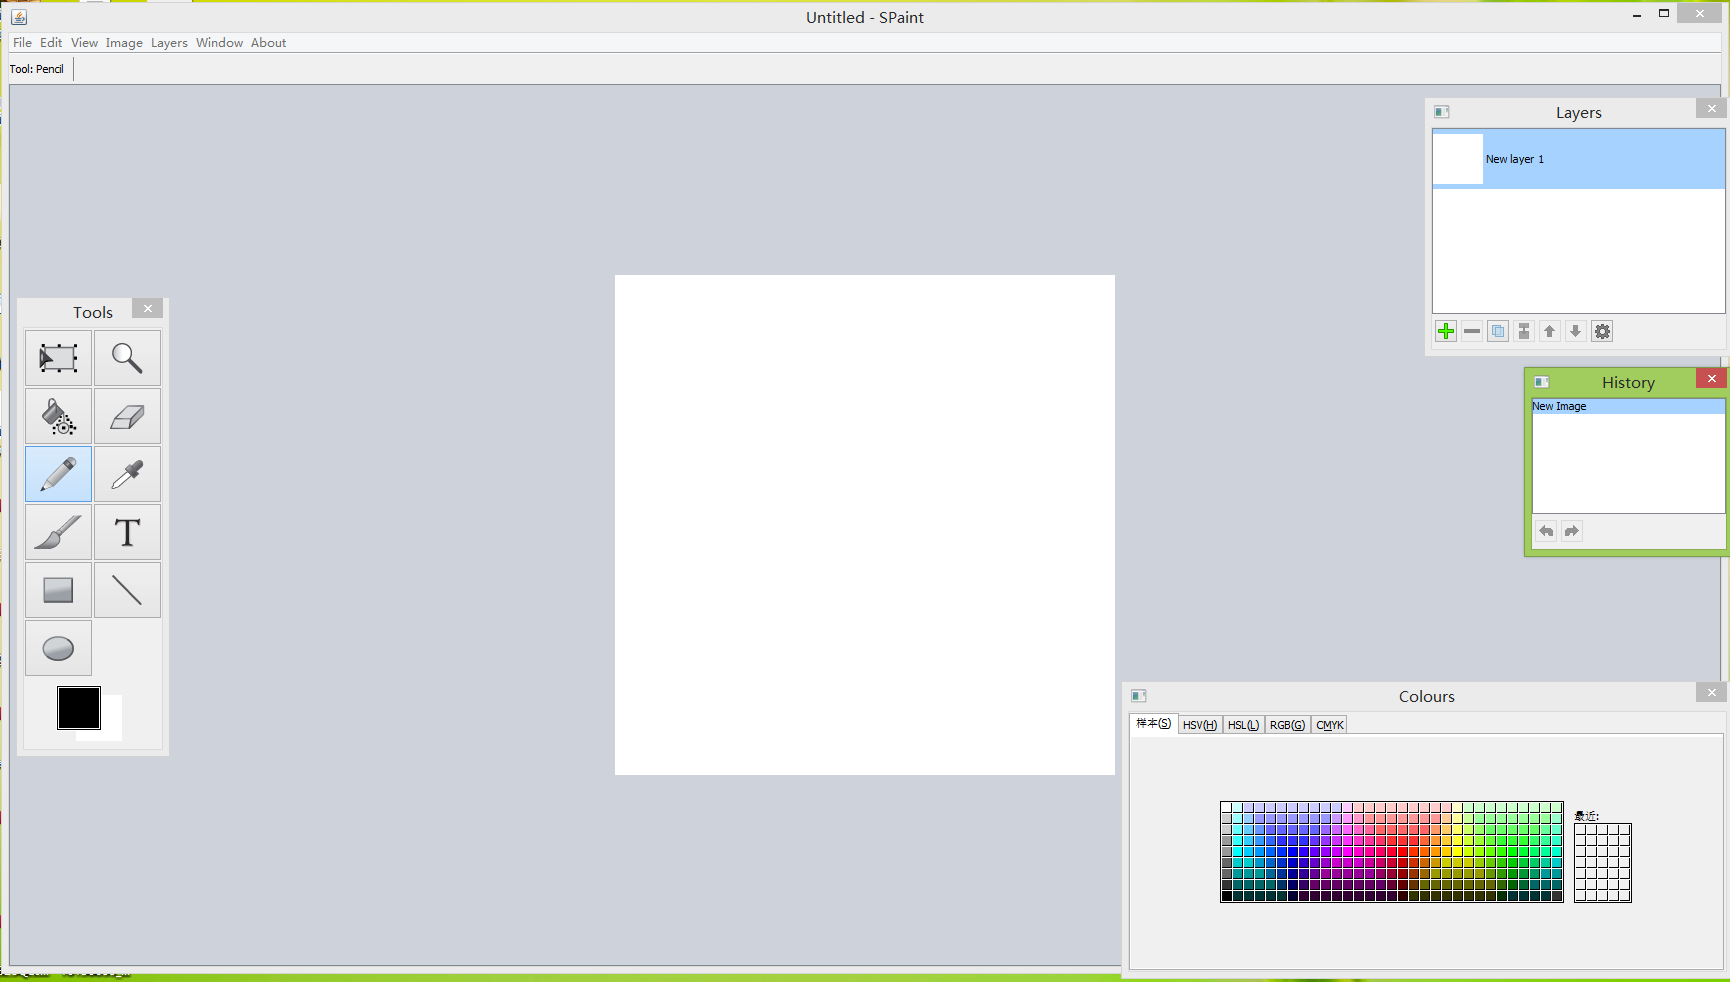 Untitled - SPaint
File Edit View Image Layers Window About
Tool: Pencil
Layers
New layer 1
Tools
T
History
New Image
Colours
样本(S) HSV(H) HSL(L) RGB(G) CMYK
最近: